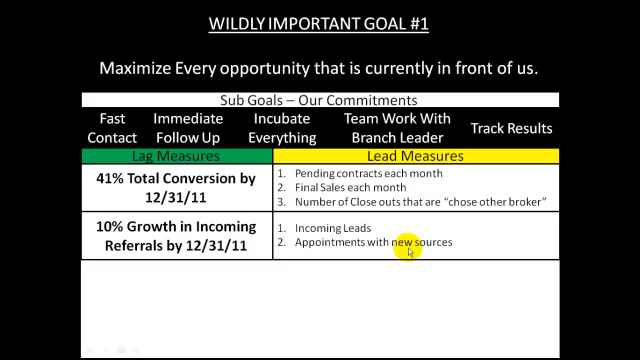 WILDLY IMPORTANT GOAL #1
Maximize Every opportunity that is currently in front of us.
Sub Goals – Our Commitments
Fast Contact
Immediate Follow Up
Incubate Everything
Team Work With Branch Leader
Track Results
Lag Measures
Lead Measures
41% Total Conversion by
12/31/11
1. Pending contracts each month
2. Final Sales each month
3. Number of Close outs that are “chose other broker”
10% Growth in Incoming
Referrals by 12/31/11
1. Incoming Leads
2. Appointments with new sources